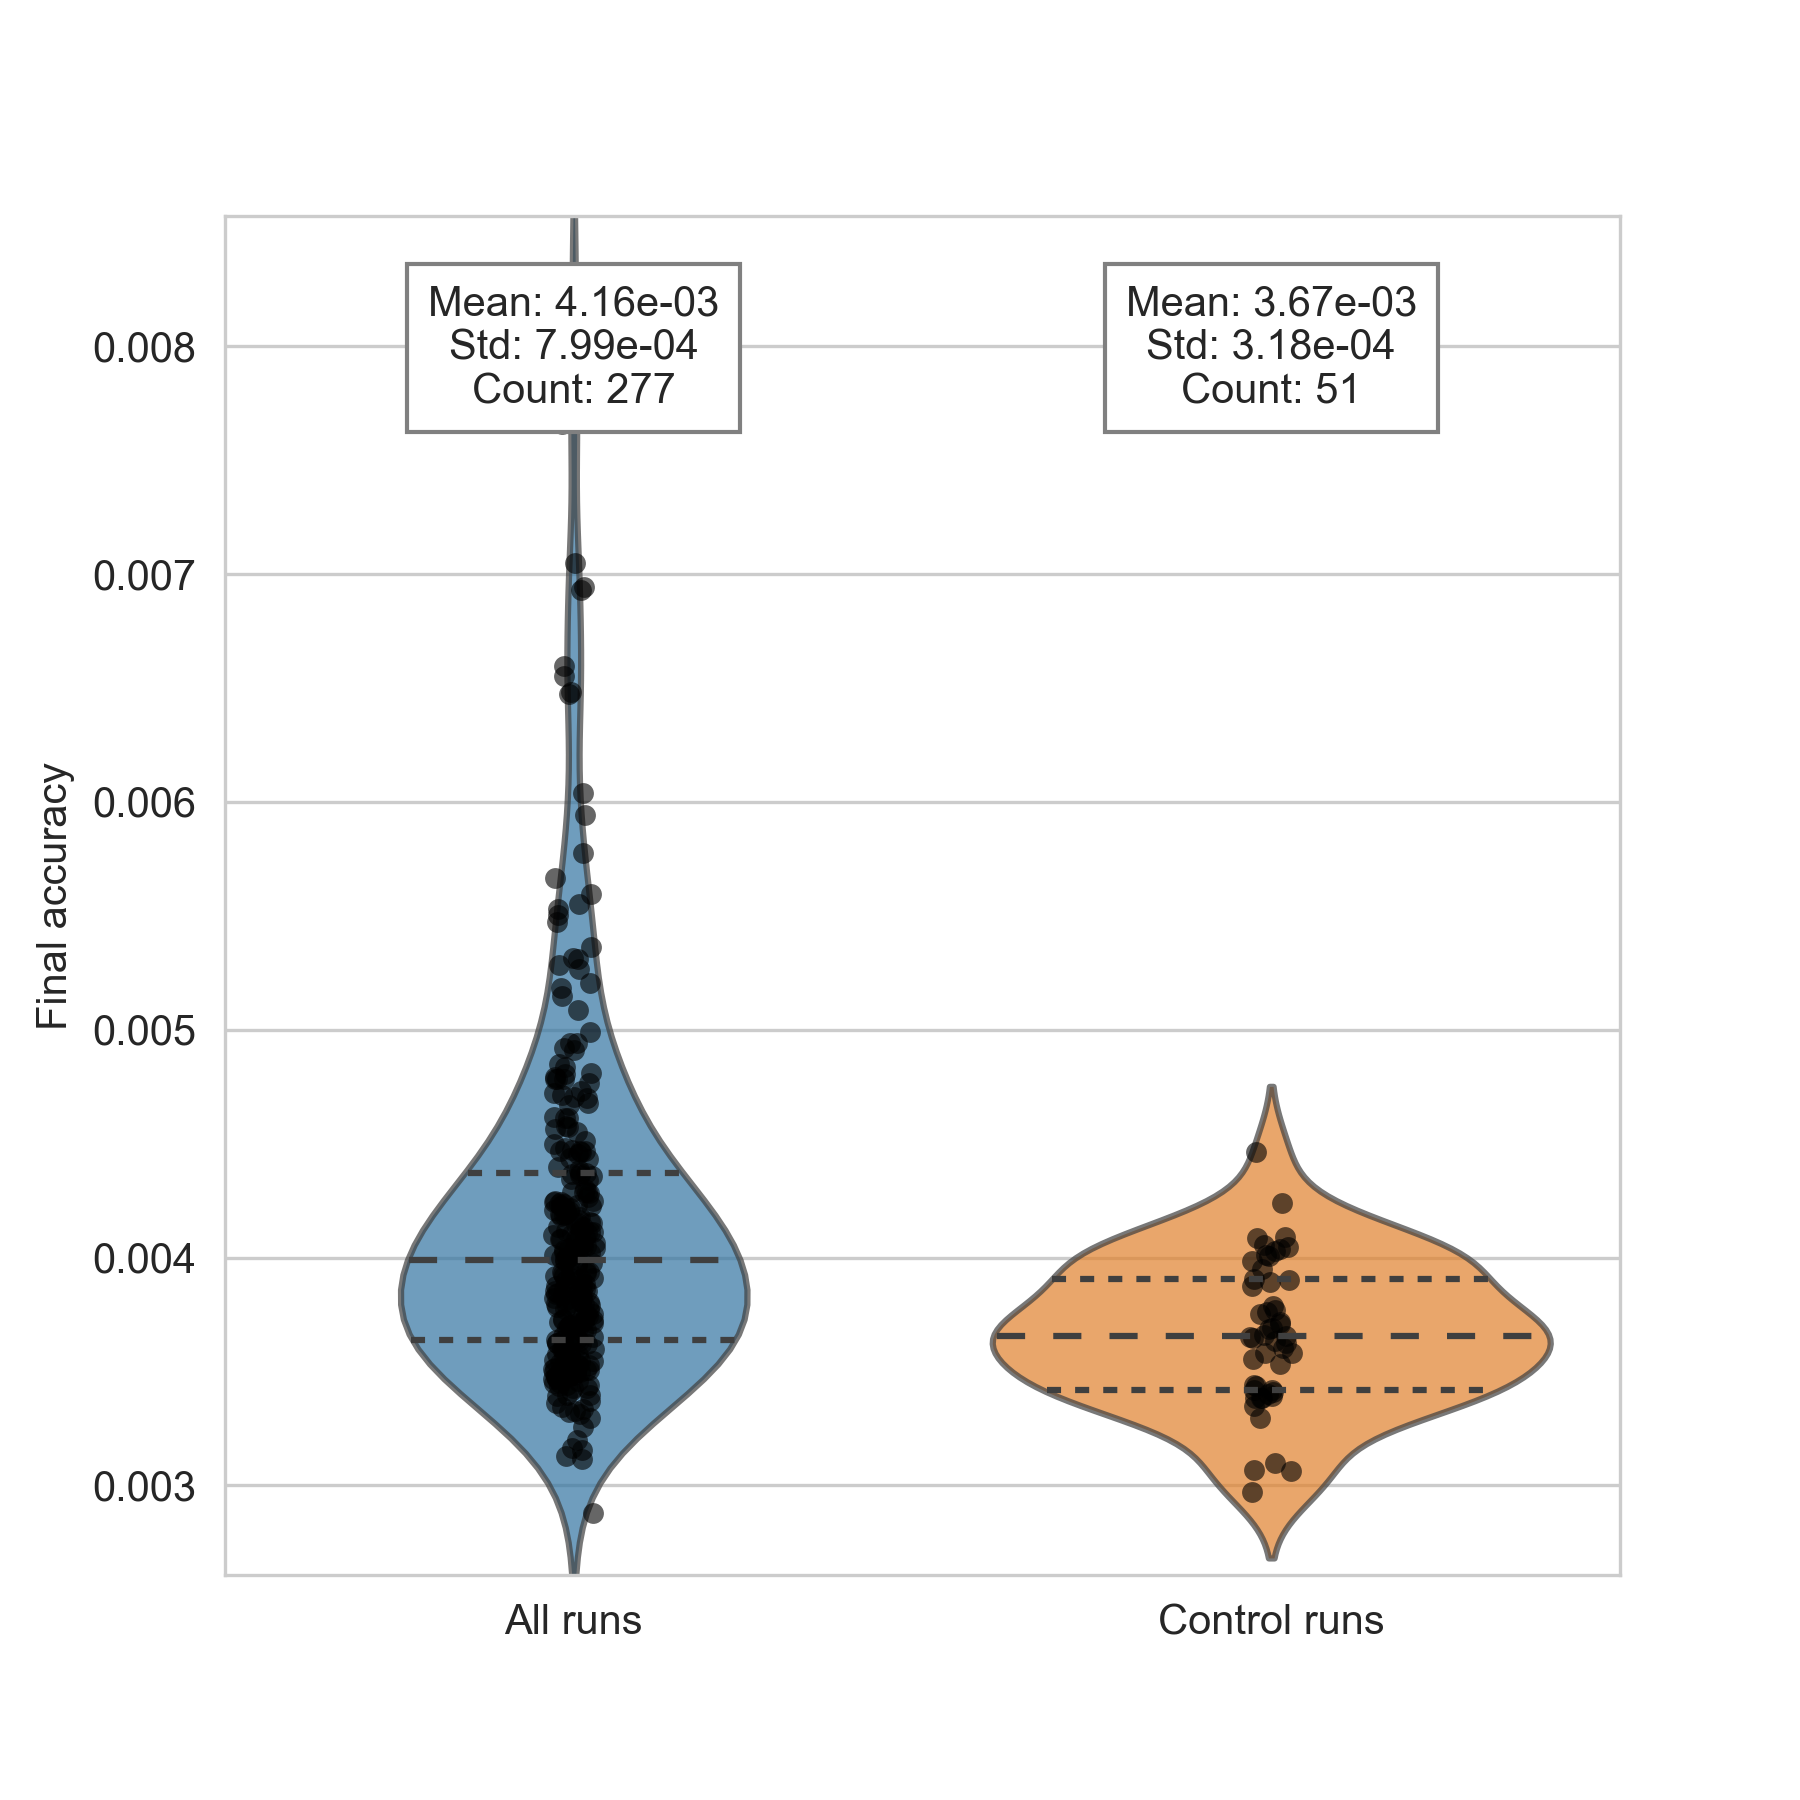 Mean: 4.16e-03
Std: 7.99e-04
Count: 277
Mean: 3.67e-03
Std: 3.18e-04
Count: 51
0.008
0.007
0.006
0.005
0.004
0.003
Final accuracy
All runs
Control runs